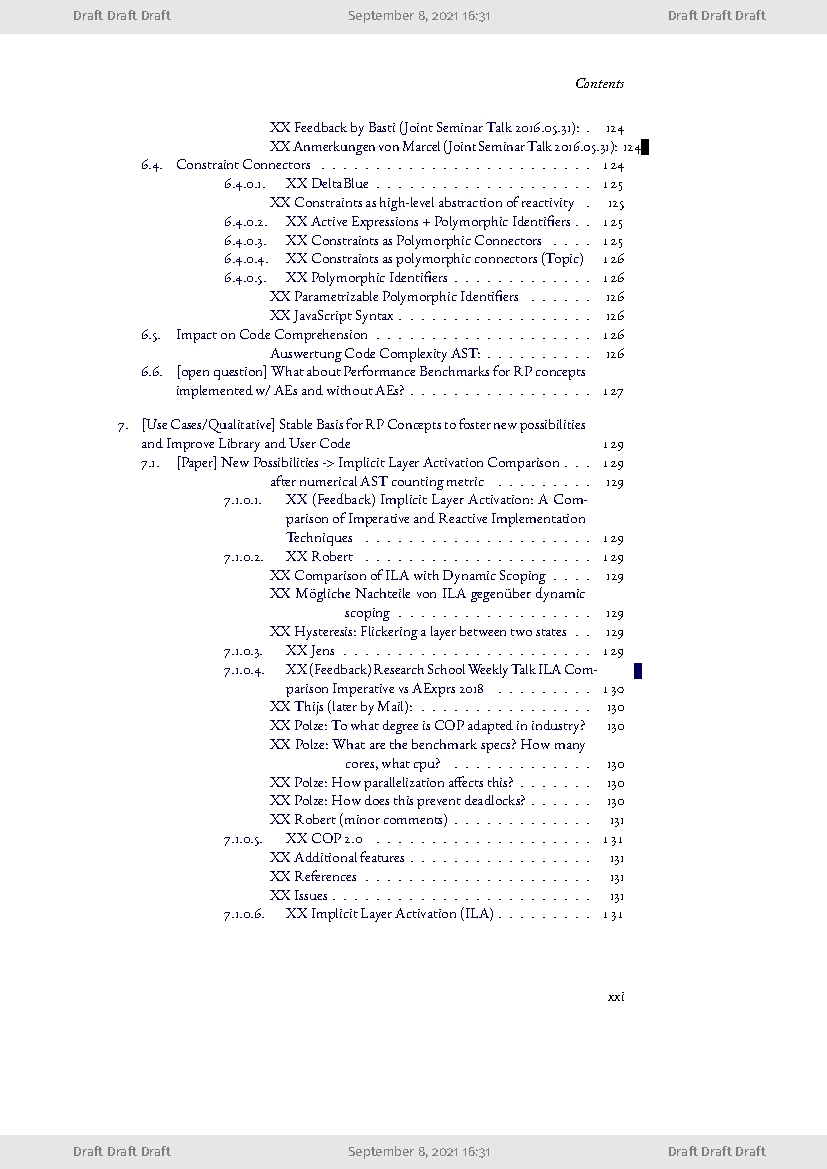 Draft Draft Draft September 8, 2021 16:31 Draft Draft Draft
Contents
XX Feedback by Basti (Joint Seminar Talk 2016.05.31): . 124
XX Anmerkungen von Marcel (Joint Seminar Talk 2016.05.31): 124
6.4. Constraint Connectors . . . . . . . . . . . . . . . . . . . . . . . . . 124
6.4.0.1. XX DeltaBlue . . . . . . . . . . . . . . . . . . . . 125
XX Constraints as high-level abstraction of reactivity . 125
6.4.0.2. XX Active Expressions + Polymorphic Identifiers . . 125
6.4.0.3. XX Constraints as Polymorphic Connectors . . . . 125
6.4.0.4. XX Constraints as polymorphic connectors (Topic) 126
6.4.0.5. XX Polymorphic Identifiers . . . . . . . . . . . . . 126
XX Parametrizable Polymorphic Identifiers . . . . . . 126
XX JavaScript Syntax . . . . . . . . . . . . . . . . . . 126
6.5. Impact on Code Comprehension . . . . . . . . . . . . . . . . . . . . 126
Auswertung Code Complexity AST: . . . . . . . . . . 126
6.6. [open question] What about Performance Benchmarks for RP concepts
implemented w/ AEs and without AEs? . . . . . . . . . . . . . . . . . 127
7. [Use Cases/Qualitative] Stable Basis for RP Concepts to foster new possibilities
and Improve Library and User Code 129
7.1. [Paper] New Possibilities -> Implicit Layer Activation Comparison . . . 129
after numerical AST counting metric . . . . . . . . . 129
7.1.0.1. XX (Feedback) Implicit Layer Activation: A Com-
parison of Imperative and Reactive Implementation
Techniques . . . . . . . . . . . . . . . . . . . . . 129
7.1.0.2. XX Robert . . . . . . . . . . . . . . . . . . . . . 129
XX Comparison of ILA with Dynamic Scoping . . . . 129
XX Mögliche Nachteile von ILA gegenüber dynamic
scoping . . . . . . . . . . . . . . . . . . 129
XX Hysteresis: Flickering a layer between two states . . 129
7.1.0.3. XX Jens . . . . . . . . . . . . . . . . . . . . . . . 129
7.1.0.4. XX (Feedback) Research School Weekly Talk ILA Com-
parison Imperative vs AExprs 2018 . . . . . . . . . 130
XX Thijs (later by Mail): . . . . . . . . . . . . . . . . 130
XX Polze: To what degree is COP adapted in industry? 130
XX Polze: What are the benchmark specs? How many
cores, what cpu? . . . . . . . . . . . . . 130
XX Polze: How parallelization affects this? . . . . . . . 130
XX Polze: How does this prevent deadlocks? . . . . . . 130
XX Robert (minor comments) . . . . . . . . . . . . . 131
7.1.0.5. XX COP 2.0 . . . . . . . . . . . . . . . . . . . . 131
XX Additional features . . . . . . . . . . . . . . . . . 131
XX References . . . . . . . . . . . . . . . . . . . . . 131
XX Issues . . . . . . . . . . . . . . . . . . . . . . . . 131
7.1.0.6. XX Implicit Layer Activation (ILA) . . . . . . . . . 131
xxi
Draft Draft Draft September 8, 2021 16:31 Draft Draft Draft